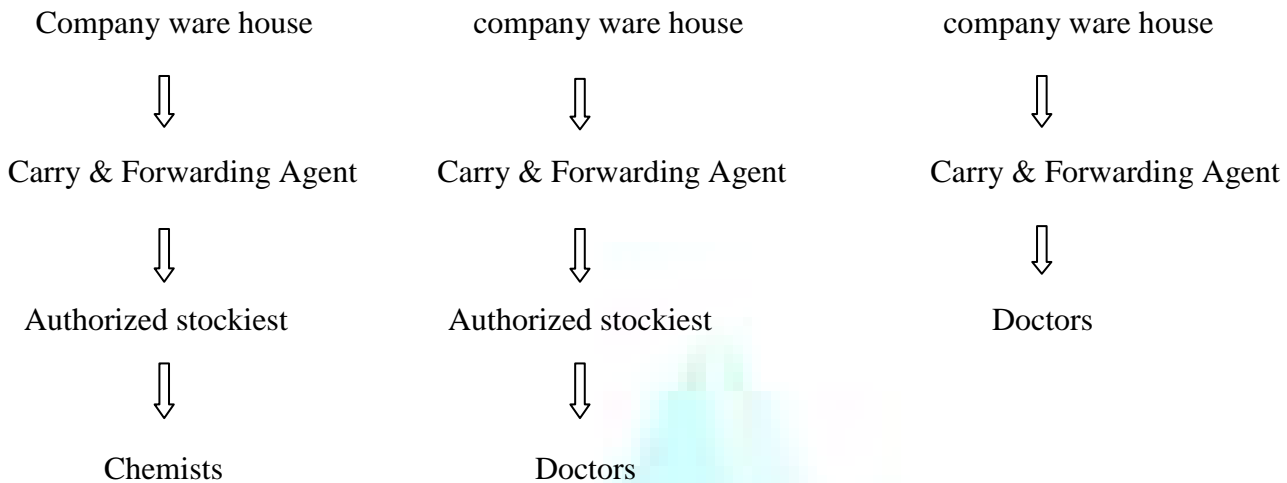 Company ware house company ware house company ware house
Carry & Forwarding Agent Carry & Forwarding Agent Carry & Forwarding Agent
Authorized stockiest Authorized stockiest Doctors
Chemists Doctors